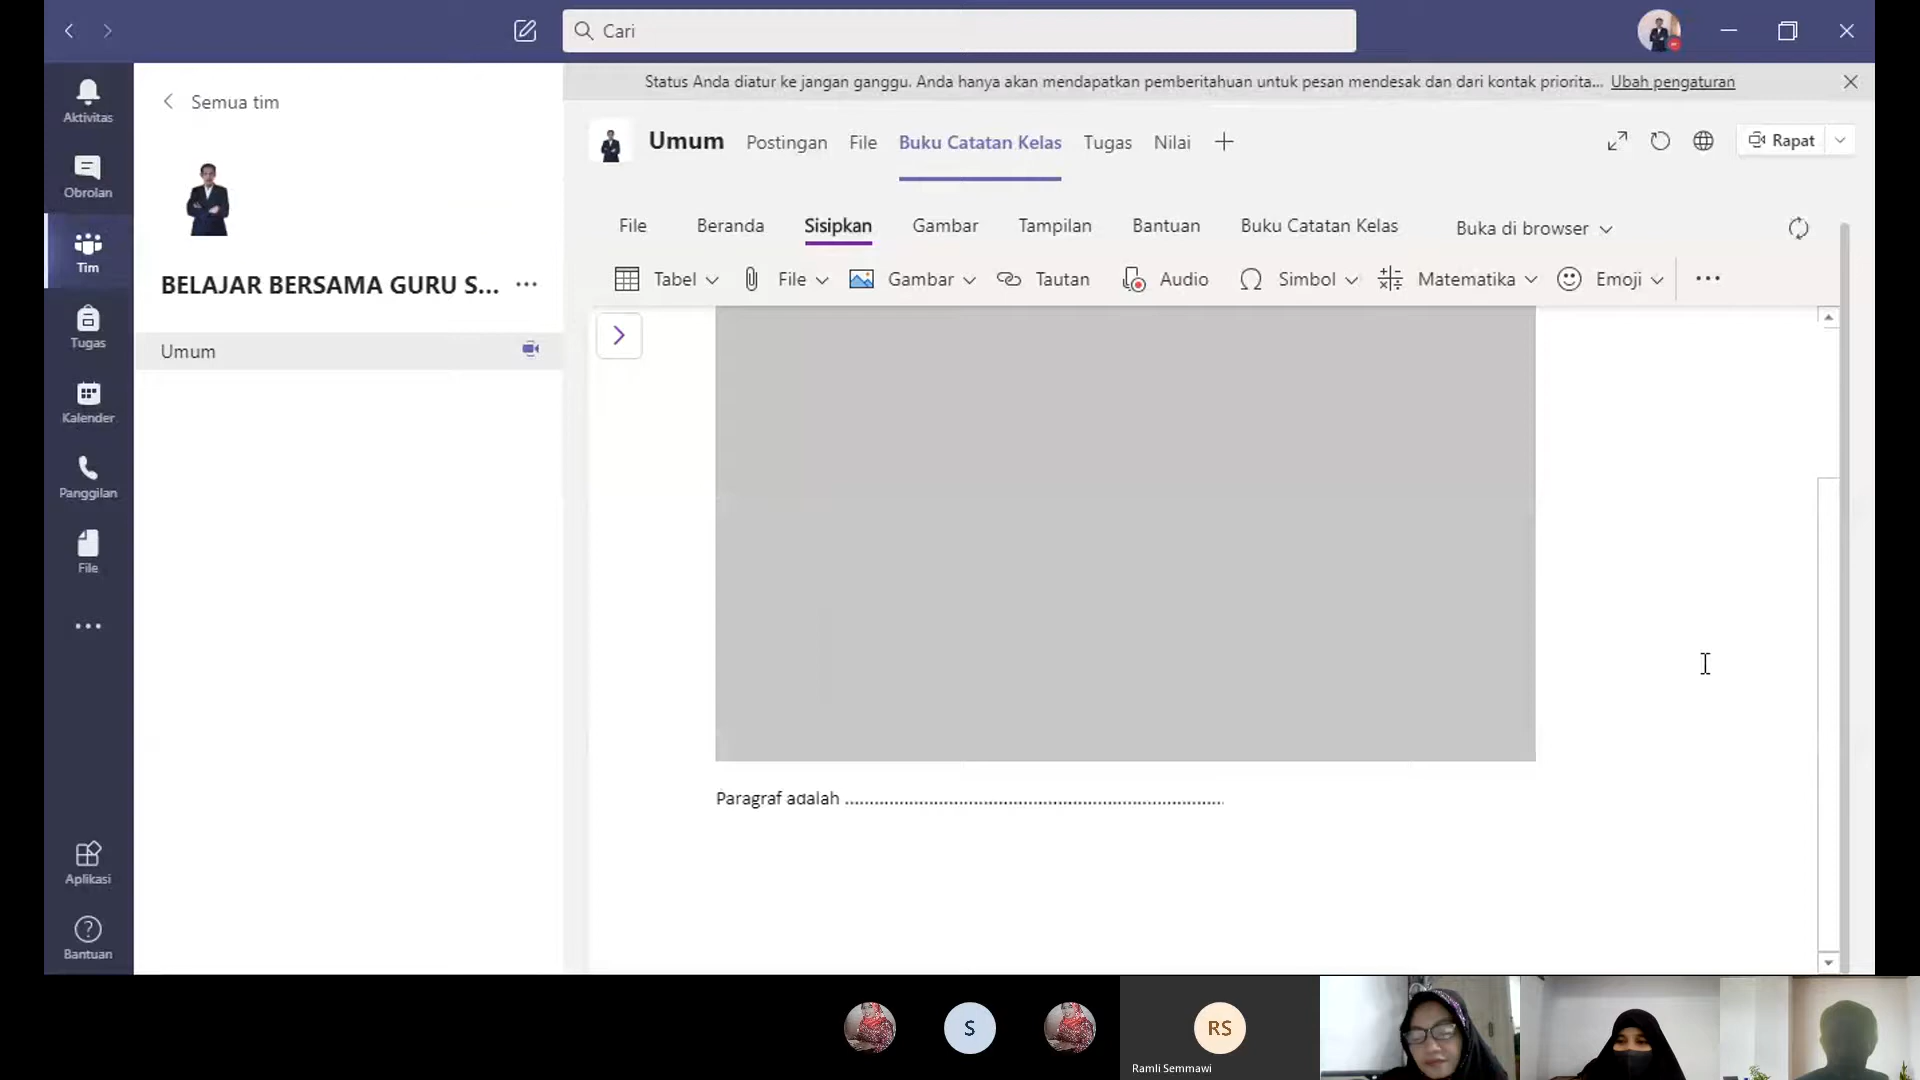 Cari
Status Anda diatur ke jangan ganggu. Anda hanya akan mendapatkan pemberitahuan untuk pesan mendesak dan dari kontak priorita... Ubah pengaturan
Aktivitas
Obrolan
Tim
Tugas
Kalender
Panggilan
File
Aplikasi
Bantuan
Semua tim
BELAJAR BERSAMA GURU S... ...
Umum
Umum Postingan File Buku Catatan Kelas Tugas Nilai Rapat
File Beranda Sisipkan Gambar Tampilan Bantuan Buku Catatan Kelas Buka di browser
Tabel File Gambar Tautan Audio Simbol Matematika Emoji ...
Paragraf adalah ............................................................................
S
RS
Ramli Semmawi